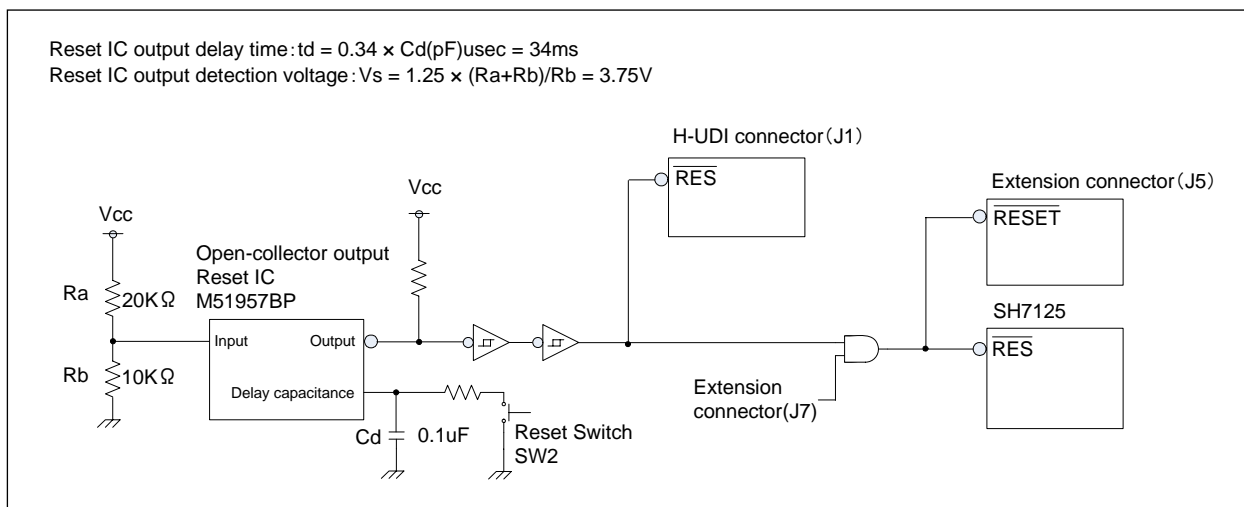 Reset IC output delay time：td = 0.34 × Cd(pF)usec = 34ms
Reset IC output detection voltage：Vs = 1.25 × (Ra+Rb)/Rb = 3.75V
H-UDI connector（J1）
RES
Extension connector（J5）
RESET
Vcc
Vcc
Open-collector output
Reset IC
M51957BP
Ra
20KΩ
SH7125
RES
Input
Output
Rb
10KΩ
Delay capacitance
Extension
connector(J7)
Cd
0.1uF
Reset Switch
SW2